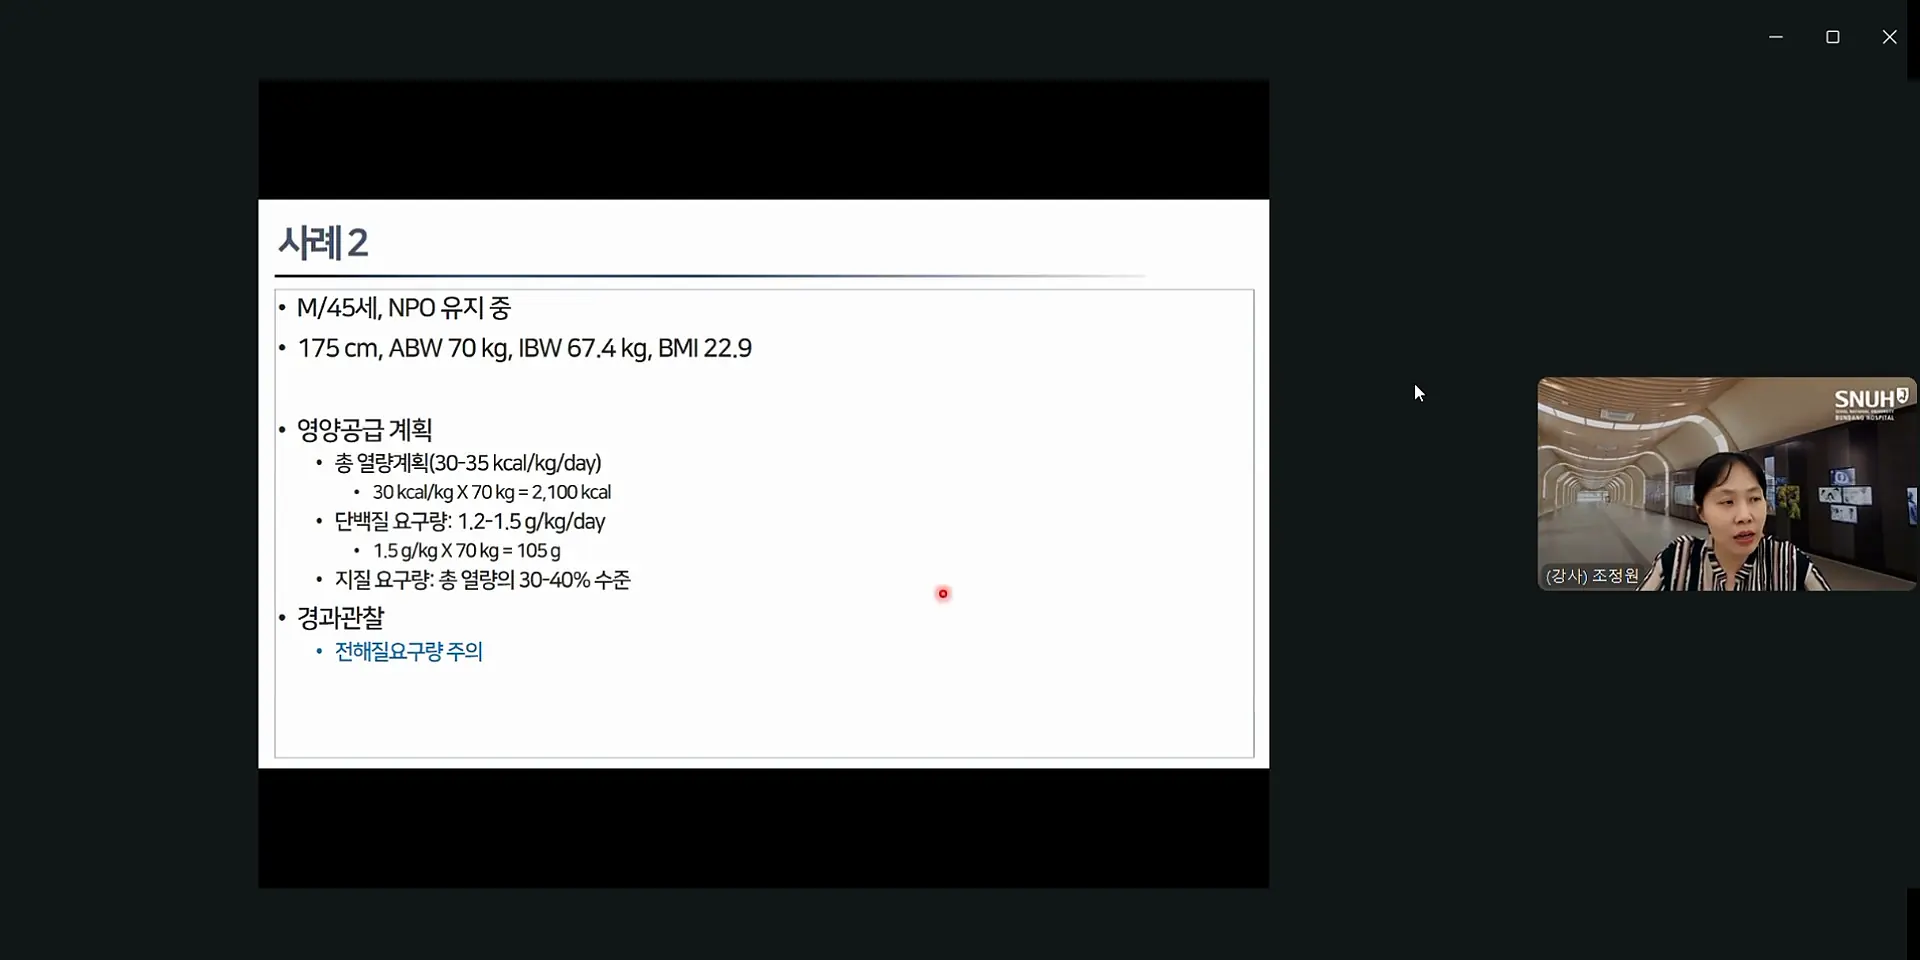 사례 2
• M/45세, NPO 유지 중
• 175 cm, ABW 70 kg, IBW 67.4 kg, BMI 22.9
• 영양공급 계획
• 총 열량계획(30-35 kcal/kg/day)
• 30 kcal/kg X 70 kg = 2,100 kcal
• 단백질 요구량: 1.2-1.5 g/kg/day
• 1.5 g/kg X 70 kg = 105 g
• 지질 요구량: 총 열량의 30-40% 수준
• 경과관찰
• 전해질요구량 주의
SNUH
SEOUL NATIONAL UNIVERSITY
BUNDANG HOSPITAL
(강사) 조정원